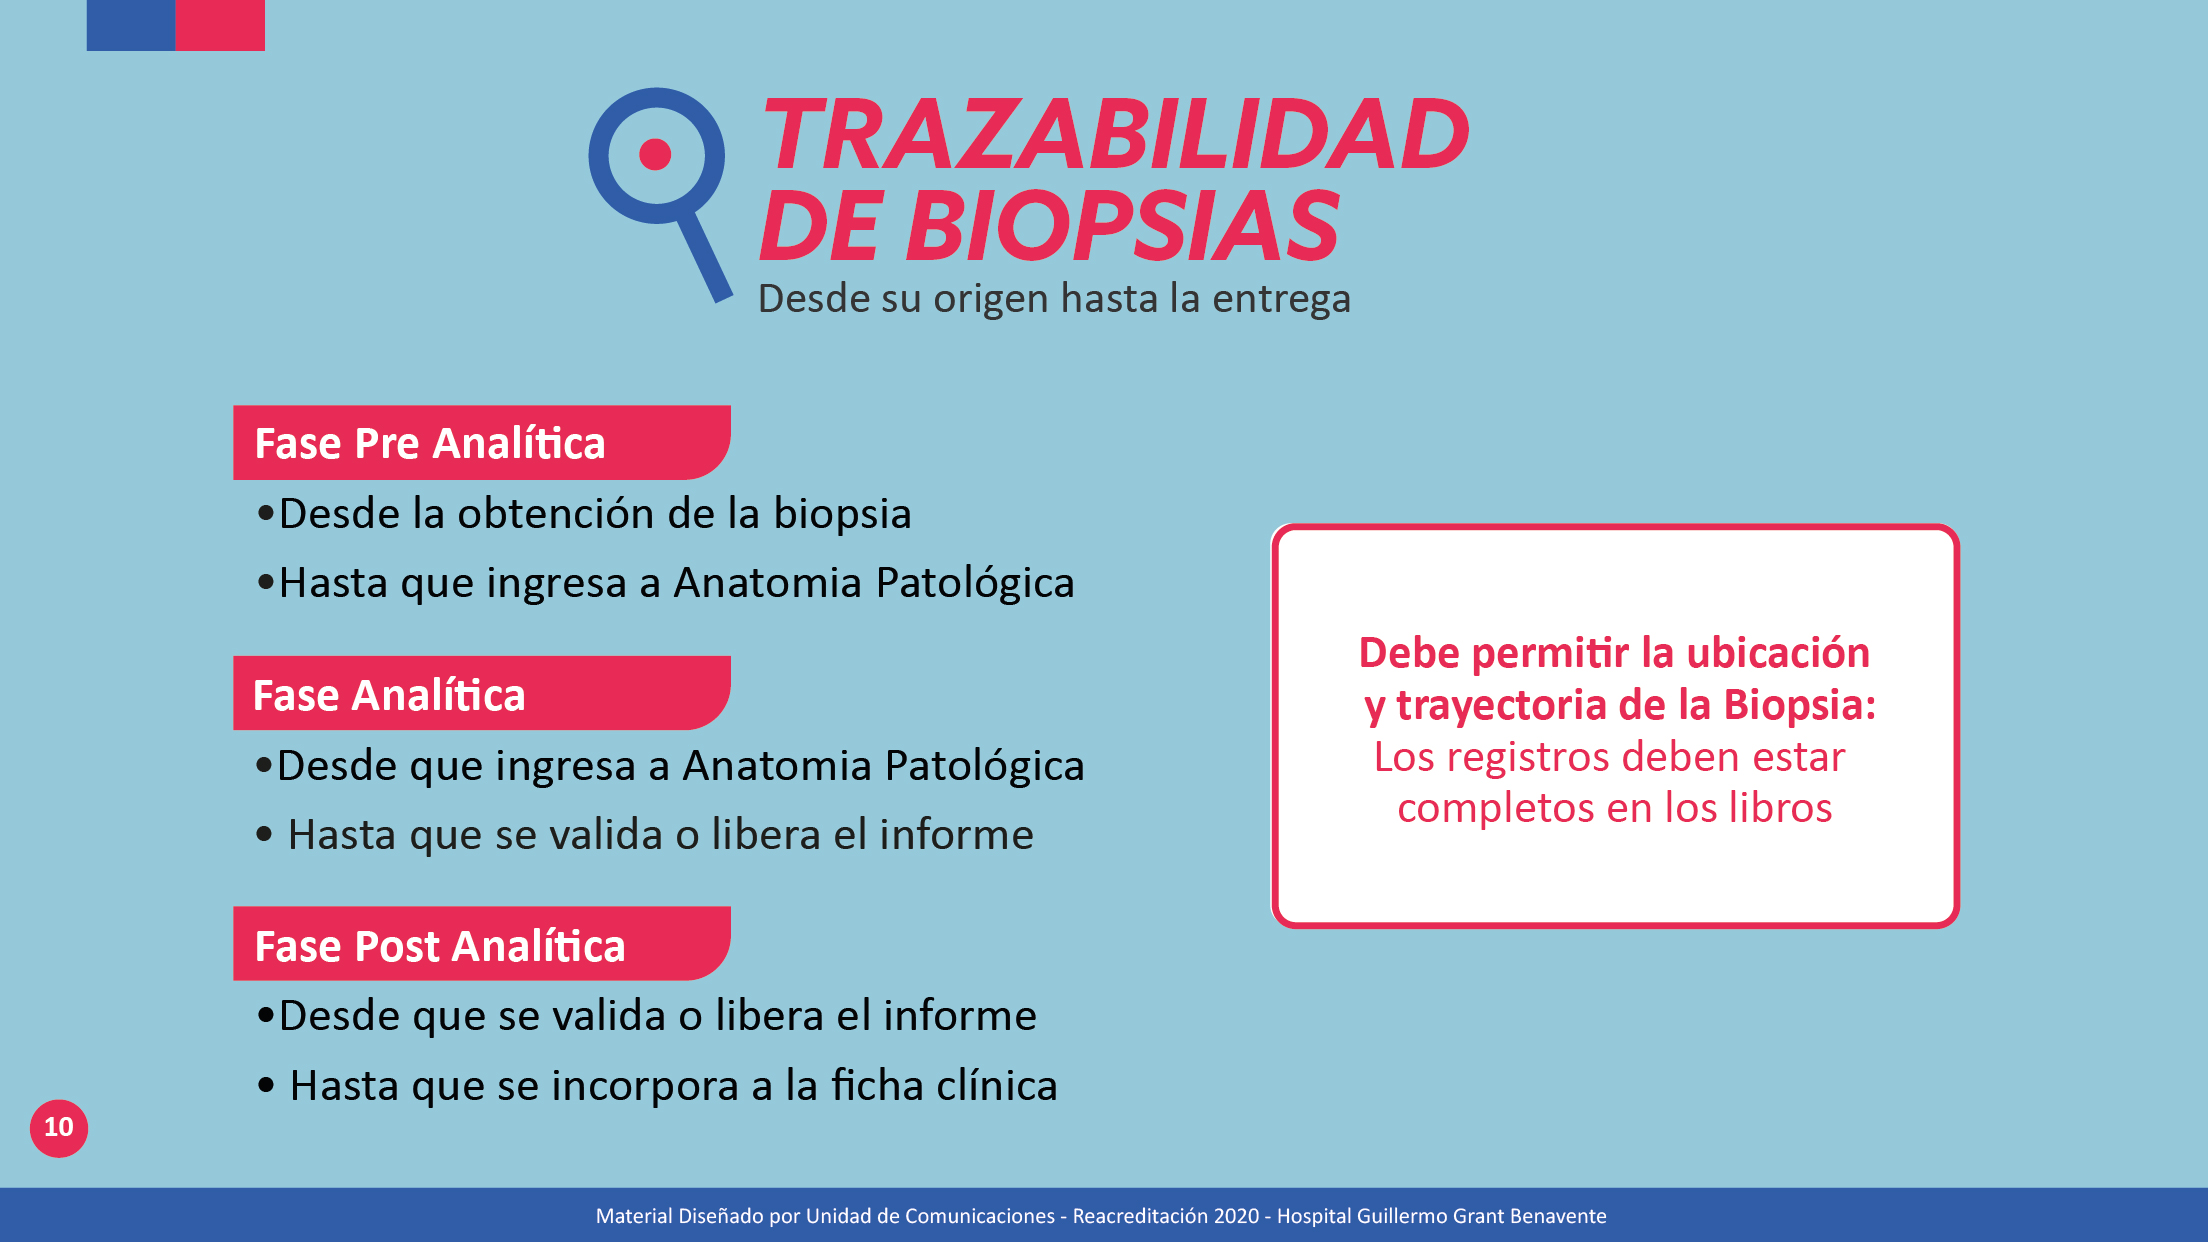 TRAZABILIDAD
DE BIOPSIAS
Desde su origen hasta la entrega
Fase Pre Analítica
•Desde la obtención de la biopsia
•Hasta que ingresa a Anatomia Patológica
Fase Analítica
•Desde que ingresa a Anatomia Patológica
• Hasta que se valida o libera el informe
Fase Post Analítica
•Desde que se valida o libera el informe
• Hasta que se incorpora a la ficha clínica
Debe permitir la ubicación
y trayectoria de la Biopsia:
Los registros deben estar
completos en los libros
10
Material Diseñado por Unidad de Comunicaciones - Reacreditación 2020 - Hospital Guillermo Grant Benavente